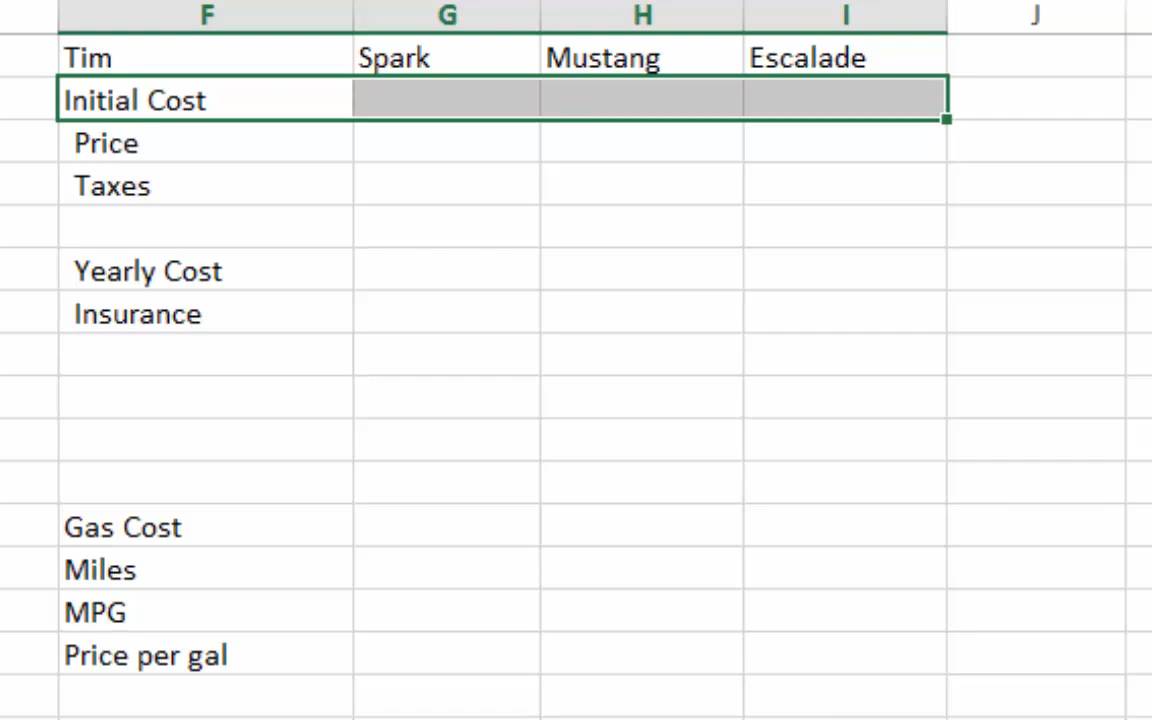 F G H I J
Tim Spark Mustang Escalade
Initial Cost
Price
Taxes
Yearly Cost
Insurance
Gas Cost
Miles
MPG
Price per gal